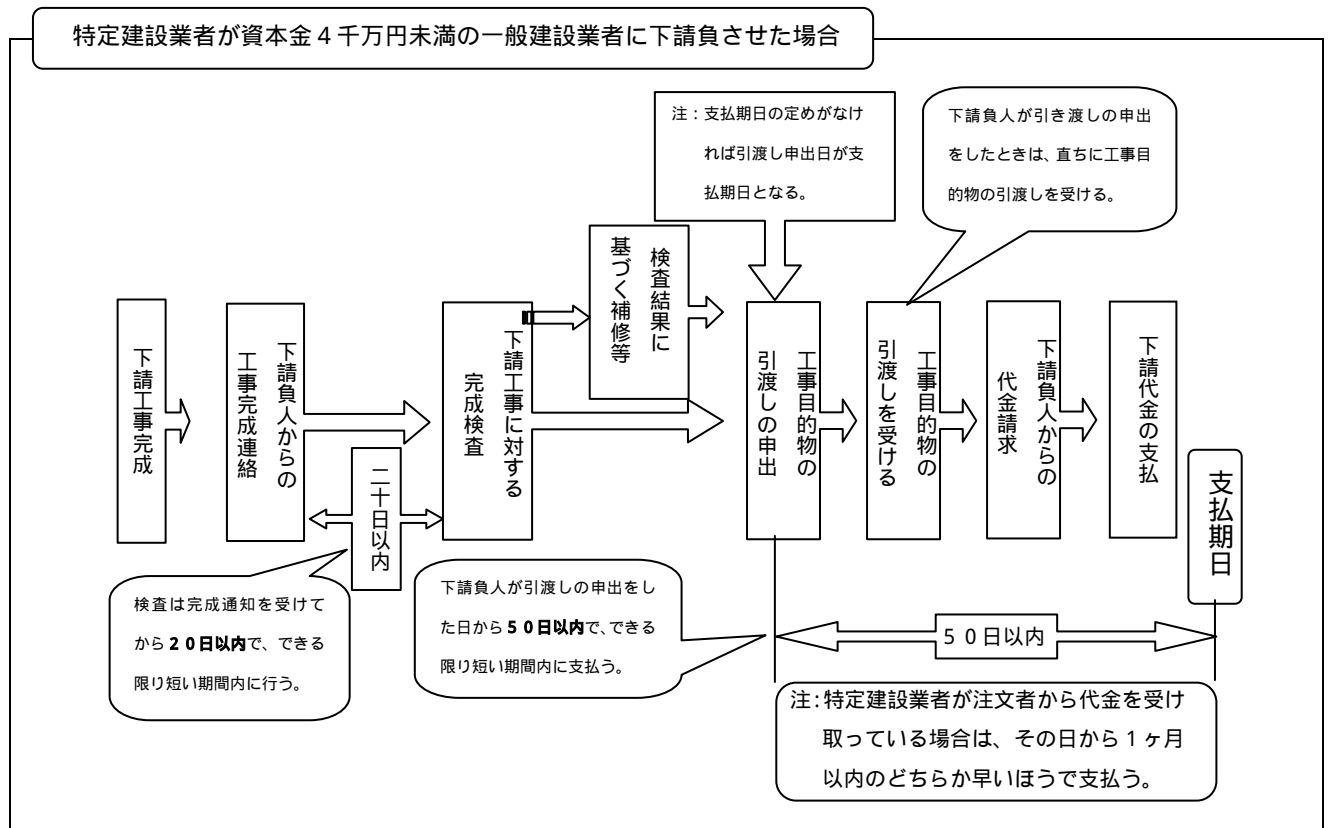 特定建設業者が資本金４千万円未満の一般建設業者に下請負させた場合
注：支払期日の定めがなけ
れば引渡し申出日が支
払期日となる。
下請負人が引き渡しの申出
をしたときは、直ちに工事目
的物の引渡しを受ける。
下請工事完成
下請負人からの
工事完成連絡
二十日以内
下請工事に対する
完成検査
検査結果に
基づく補修等
工事目的物の
引渡しの申出
工事目的物の
引渡しを受ける
下請負人からの
代金請求
下請代金の支払
支払期日
検査は完成通知を受けて
から２０日以内で、できる
限り短い期間内に行う。
下請負人が引渡しの申出をし
た日から５０日以内で、できる
限り短い期間内に支払う。
５０日以内
注：特定建設業者が注文者から代金を受け
取っている場合は、その日から１ヶ月
以内のどちらか早いほうで支払う。